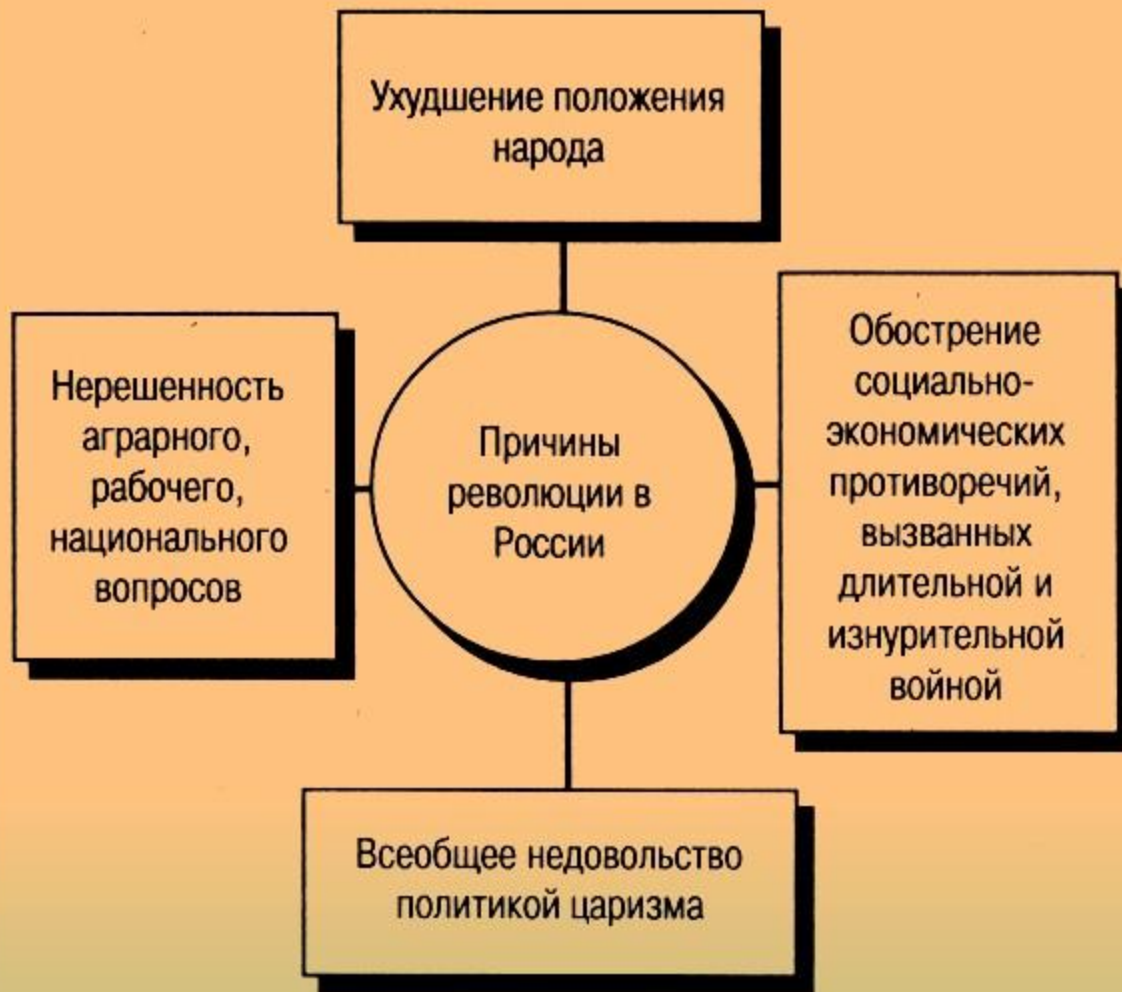 Ухудшение положения
народа
Нерешенность
аграрного,
рабочего,
национального
вопросов
Причины
революции в
России
Обострение
социально-
экономических
противоречий,
вызванных
длительной и
изнурительной
войной
Всеобщее недовольство
политикой царизма